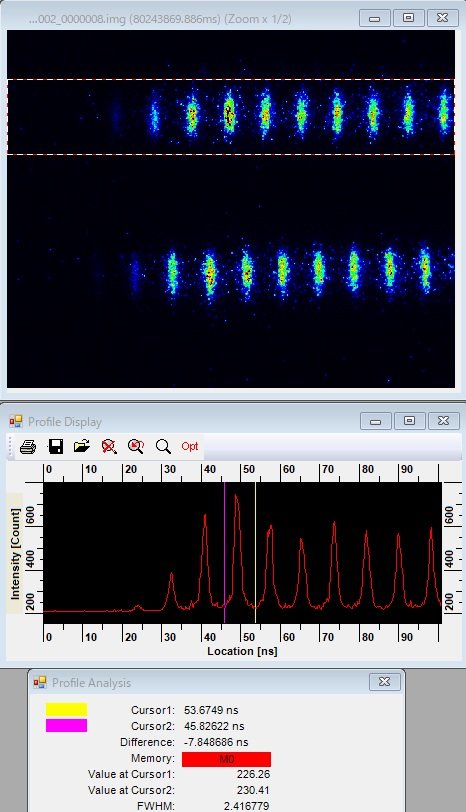 ...002_0000008.img (80243869.886ms) (Zoom x 1/2)
Profile Display
Opt
0 10 20 30 40 50 60 70 80 90
Intensity [Count]
200 400 600
200 400 600
0 10 20 30 40 50 60 70 80 90
Location [ns]
Profile Analysis
Cursor1: 53.6749 ns
Cursor2: 45.82622 ns
Difference: -7.848686 ns
Memory: M0
Value at Cursor1: 226.26
Value at Cursor2: 230.41
FWHM: 2.416779